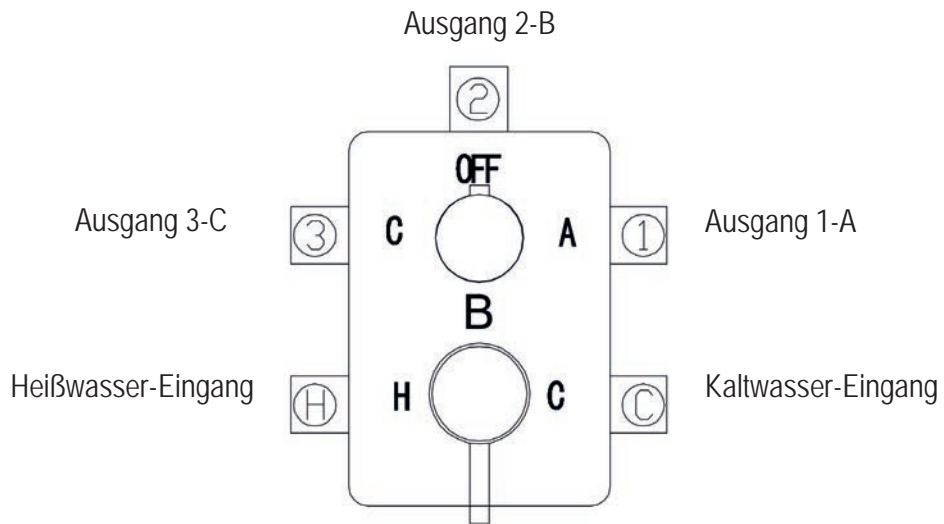 Ausgang 2-B
2
OFF
Ausgang 3-C
3
C
A
1
Ausgang 1-A
B
Heißwasser-Eingang
H
H
C
C
Kaltwasser-Eingang